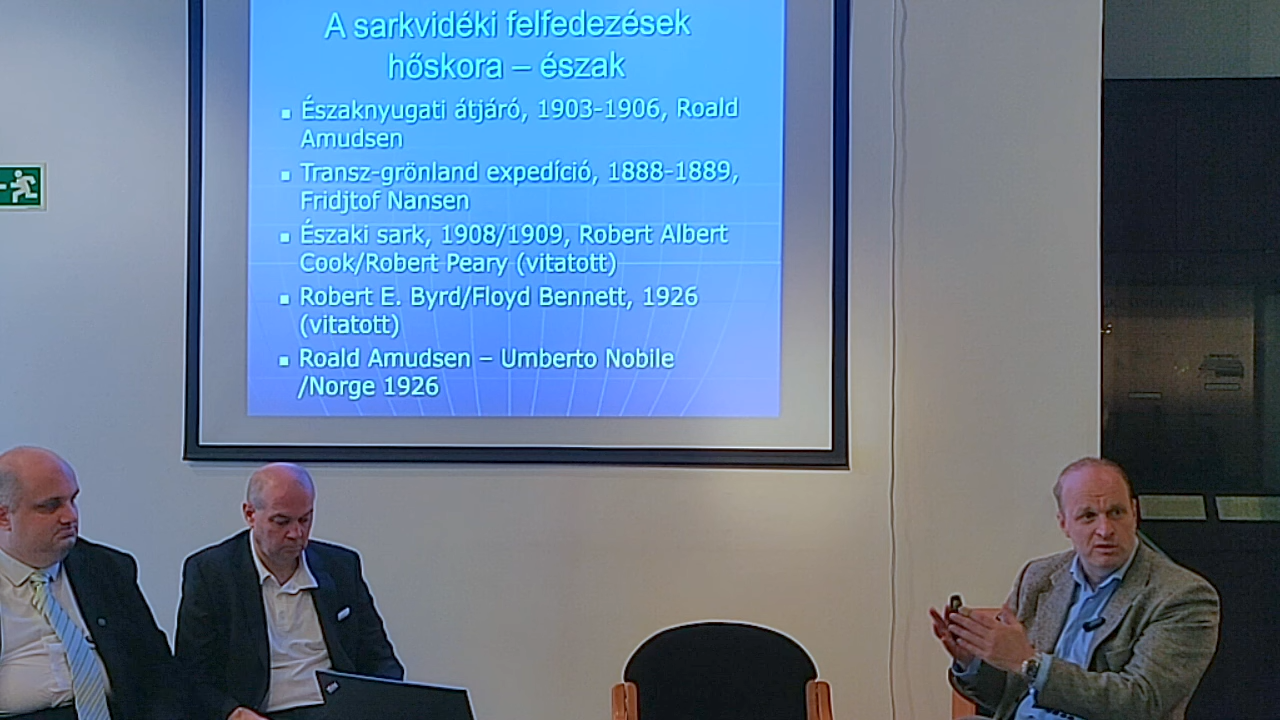 A sarkvidéki felfedezések
hőskora – észak
Északnyugati átjáró, 1903-1906, Roald
Amudsen
Transz-grönland expedíció, 1888-1889,
Fridjtof Nansen
Északi sark, 1908/1909, Robert Albert
Cook/Robert Peary (vitatott)
Robert E. Byrd/Floyd Bennett, 1926
(vitatott)
Roald Amudsen – Umberto Nobile
/Norge 1926